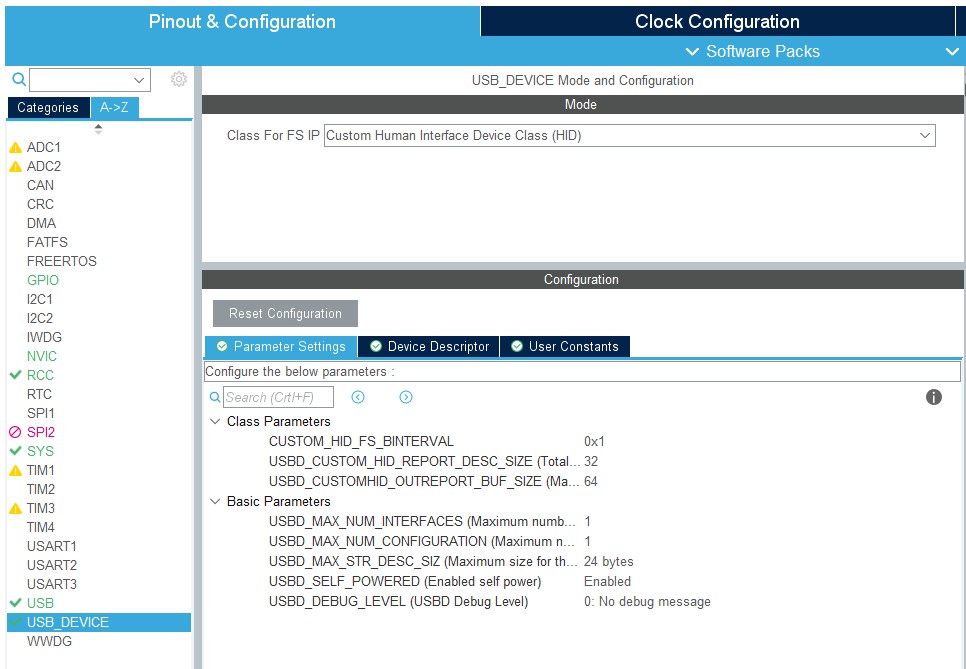 Pinout & Configuration
Clock Configuration
Software Packs
Categories
A->Z
ADC1
ADC2
CAN
CRC
DMA
FATFS
FREERTOS
GPIO
I2C1
I2C2
IWDG
NVIC
RCC
RTC
SPI1
SPI2
SYS
TIM1
TIM2
TIM3
TIM4
USART1
USART2
USART3
USB
USB_DEVICE
WWDG
USB_DEVICE Mode and Configuration
Mode
Class For FS IP Custom Human Interface Device Class (HID)
Configuration
Reset Configuration
Parameter Settings
Device Descriptor
User Constants
Configure the below parameters :
Search (CrtI+F)
Class Parameters
CUSTOM_HID_FS_BINTERVAL 0x1
USBD_CUSTOM_HID_REPORT_DESC_SIZE (Total... 32
USBD_CUSTOMHID_OUTREPORT_BUF_SIZE (Ma... 64
Basic Parameters
USBD_MAX_NUM_INTERFACES (Maximum numb... 1
USBD_MAX_NUM_CONFIGURATION (Maximum n... 1
USBD_MAX_STR_DESC_SIZ (Maximum size for th... 24 bytes
USBD_SELF_POWERED (Enabled self power) Enabled
USBD_DEBUG_LEVEL (USBD Debug Level) 0: No debug message